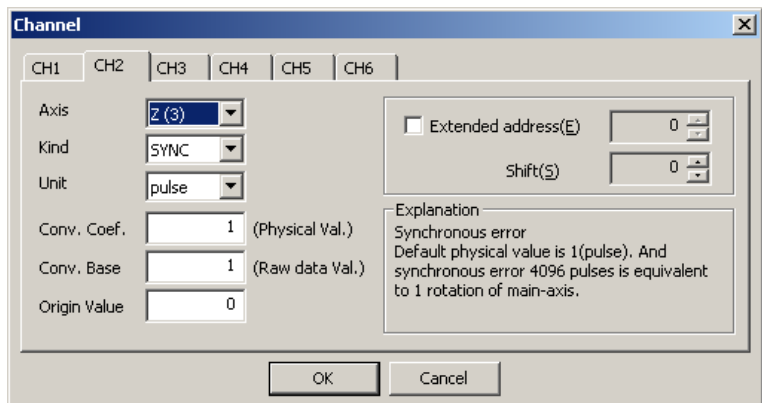 Channel
CH1 CH2 CH3 CH4 CH5 CH6
Axis Z (3)
Kind SYNC
Unit pulse
Conv. Coef. 1 (Physical Val.)
Conv. Base 1 (Raw data Val.)
Origin Value 0
Extended address(E) 0
Shift(S) 0
Explanation
Synchronous error
Default physical value is 1(pulse). And
synchronous error 4096 pulses is equivalent
to 1 rotation of main-axis.
OK Cancel